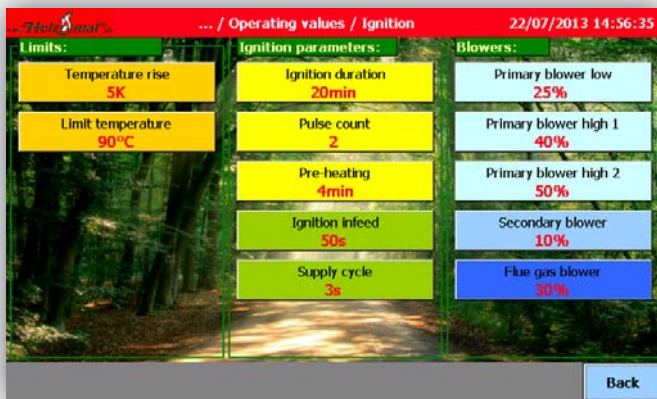 Holzomat
... / Operating values / Ignition
22/07/2013 14:56:35
Limits:
Temperature rise
5K
Limit temperature
90°C
Ignition parameters:
Ignition duration
20min
Pulse count
2
Pre-heating
4min
Ignition infeed
50s
Supply cycle
3s
Blowers:
Primary blower low
25%
Primary blower high 1
40%
Primary blower high 2
50%
Secondary blower
10%
Flue gas blower
30%
Back